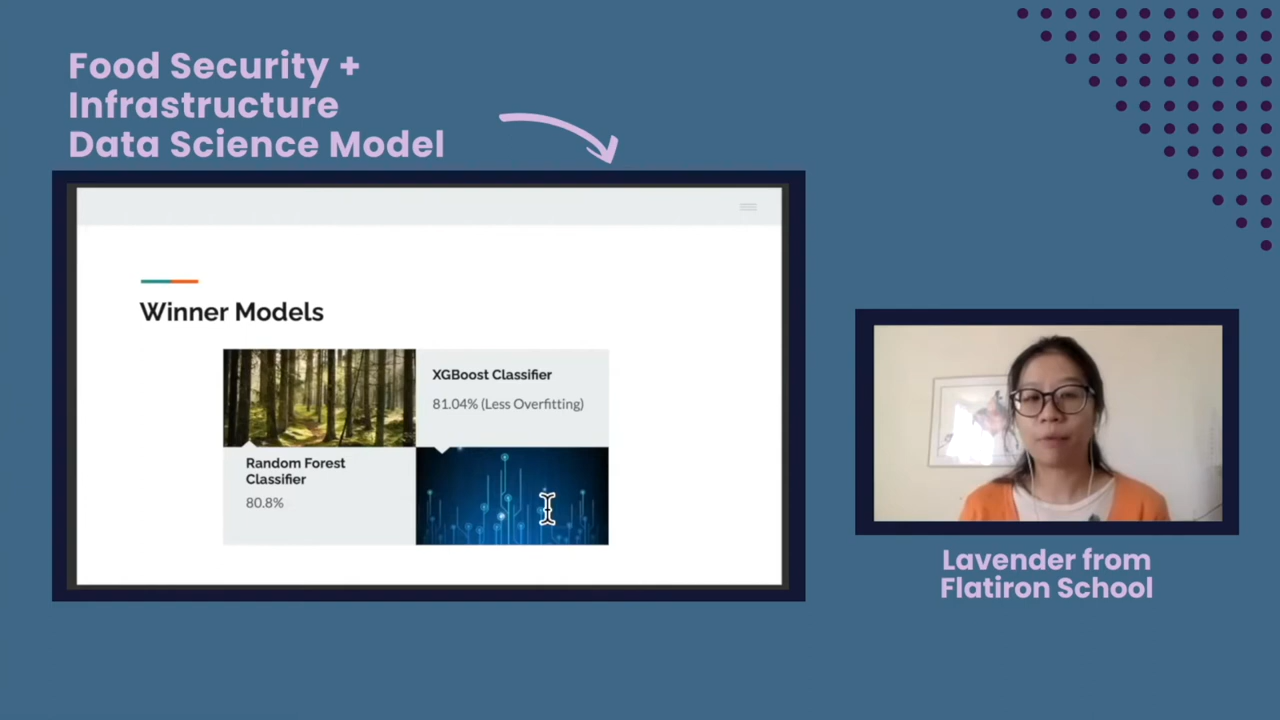 Food Security +
Infrastructure
Data Science Model
Winner Models
XGBoost Classifier
81.04% (Less Overfitting)
Random Forest
Classifier
80.8%
Lavender from
Flatiron School